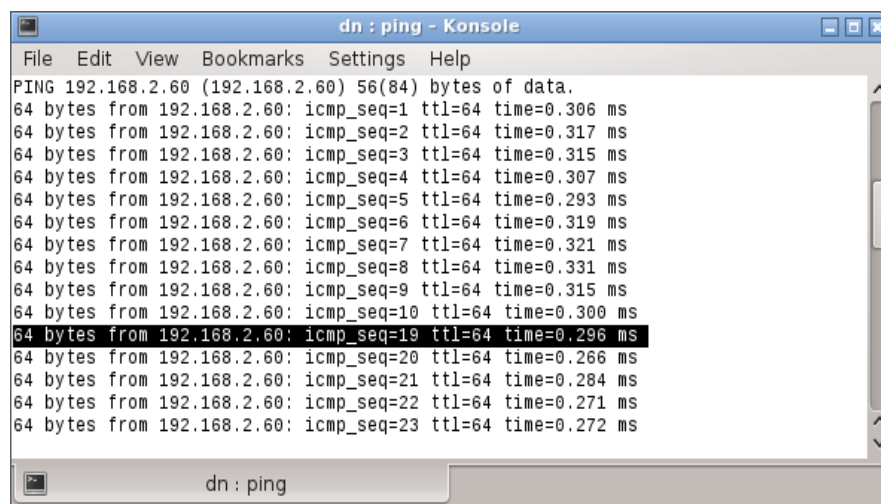 dn : ping – Konsole
File Edit View Bookmarks Settings Help
PING 192.168.2.60 (192.168.2.60) 56(84) bytes of data.
64 bytes from 192.168.2.60: icmp_seq=1 ttl=64 time=0.306 ms
64 bytes from 192.168.2.60: icmp_seq=2 ttl=64 time=0.317 ms
64 bytes from 192.168.2.60: icmp_seq=3 ttl=64 time=0.315 ms
64 bytes from 192.168.2.60: icmp_seq=4 ttl=64 time=0.307 ms
64 bytes from 192.168.2.60: icmp_seq=5 ttl=64 time=0.293 ms
64 bytes from 192.168.2.60: icmp_seq=6 ttl=64 time=0.319 ms
64 bytes from 192.168.2.60: icmp_seq=7 ttl=64 time=0.321 ms
64 bytes from 192.168.2.60: icmp_seq=8 ttl=64 time=0.331 ms
64 bytes from 192.168.2.60: icmp_seq=9 ttl=64 time=0.315 ms
64 bytes from 192.168.2.60: icmp_seq=10 ttl=64 time=0.300 ms
64 bytes from 192.168.2.60: icmp_seq=19 ttl=64 time=0.296 ms
64 bytes from 192.168.2.60: icmp_seq=20 ttl=64 time=0.266 ms
64 bytes from 192.168.2.60: icmp_seq=21 ttl=64 time=0.284 ms
64 bytes from 192.168.2.60: icmp_seq=22 ttl=64 time=0.271 ms
64 bytes from 192.168.2.60: icmp_seq=23 ttl=64 time=0.272 ms
dn : ping